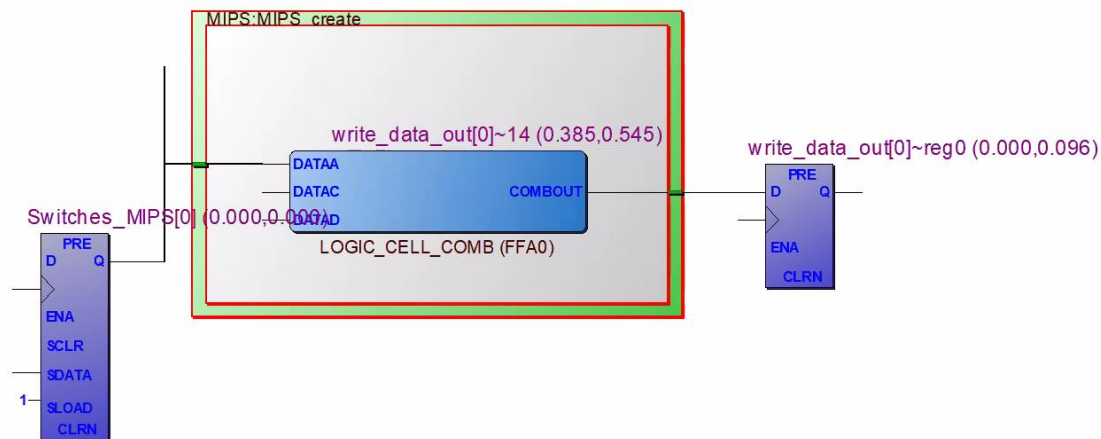 MIPS:MIPS_create
write_data_out[0]~14 (0.385,0.545)
DATAA
DATAC
DATAD
COMBOUT
LOGIC_CELL_COMB (FFA0)
Switches_MIPS[0] (0.000,0.000)
PRE
D Q
ENA
SCLR
SDATA
1
SLOAD
CLRN
write_data_out[0]~reg0 (0.000,0.096)
PRE
D Q
ENA
CLRN